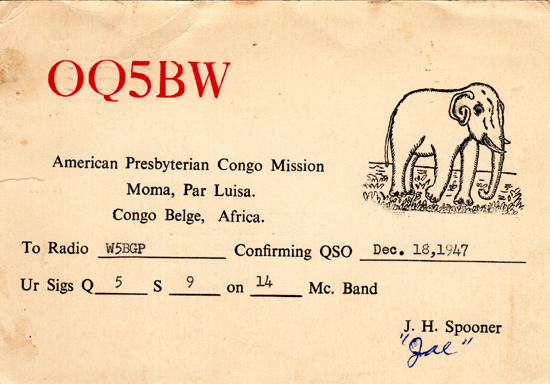 OQ5BW
American Presbyterian Congo Mission
Moma, Par Luisa.
Congo Belge, Africa.
To Radio W5BGP Confirming QSO Dec. 18,1947
Ur Sigs Q 5 S 9 on 14 Mc. Band
J. H. Spooner
"Joe"